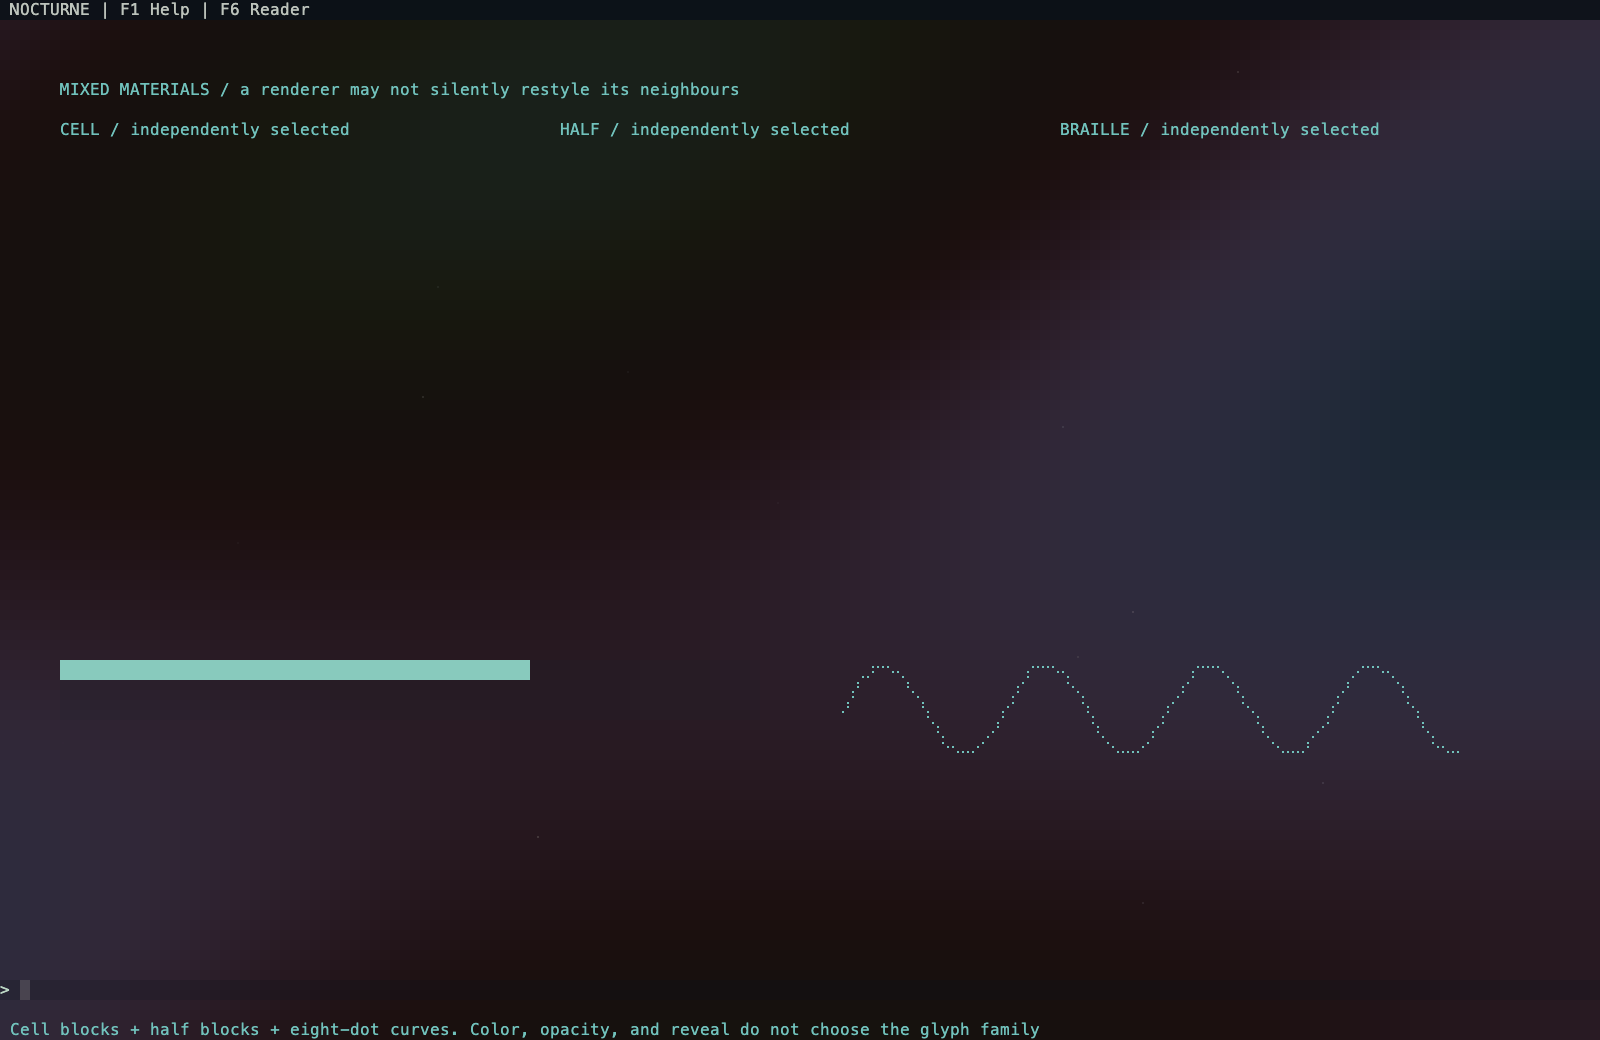 NOCTURNE | F1 Help | F6 Reader
MIXED MATERIALS / a renderer may not silently restyle its neighbours
CELL / independently selected
HALF / independently selected
BRAILLE / independently selected
>
Cell blocks + half blocks + eight-dot curves. Color, opacity, and reveal do not choose the glyph family